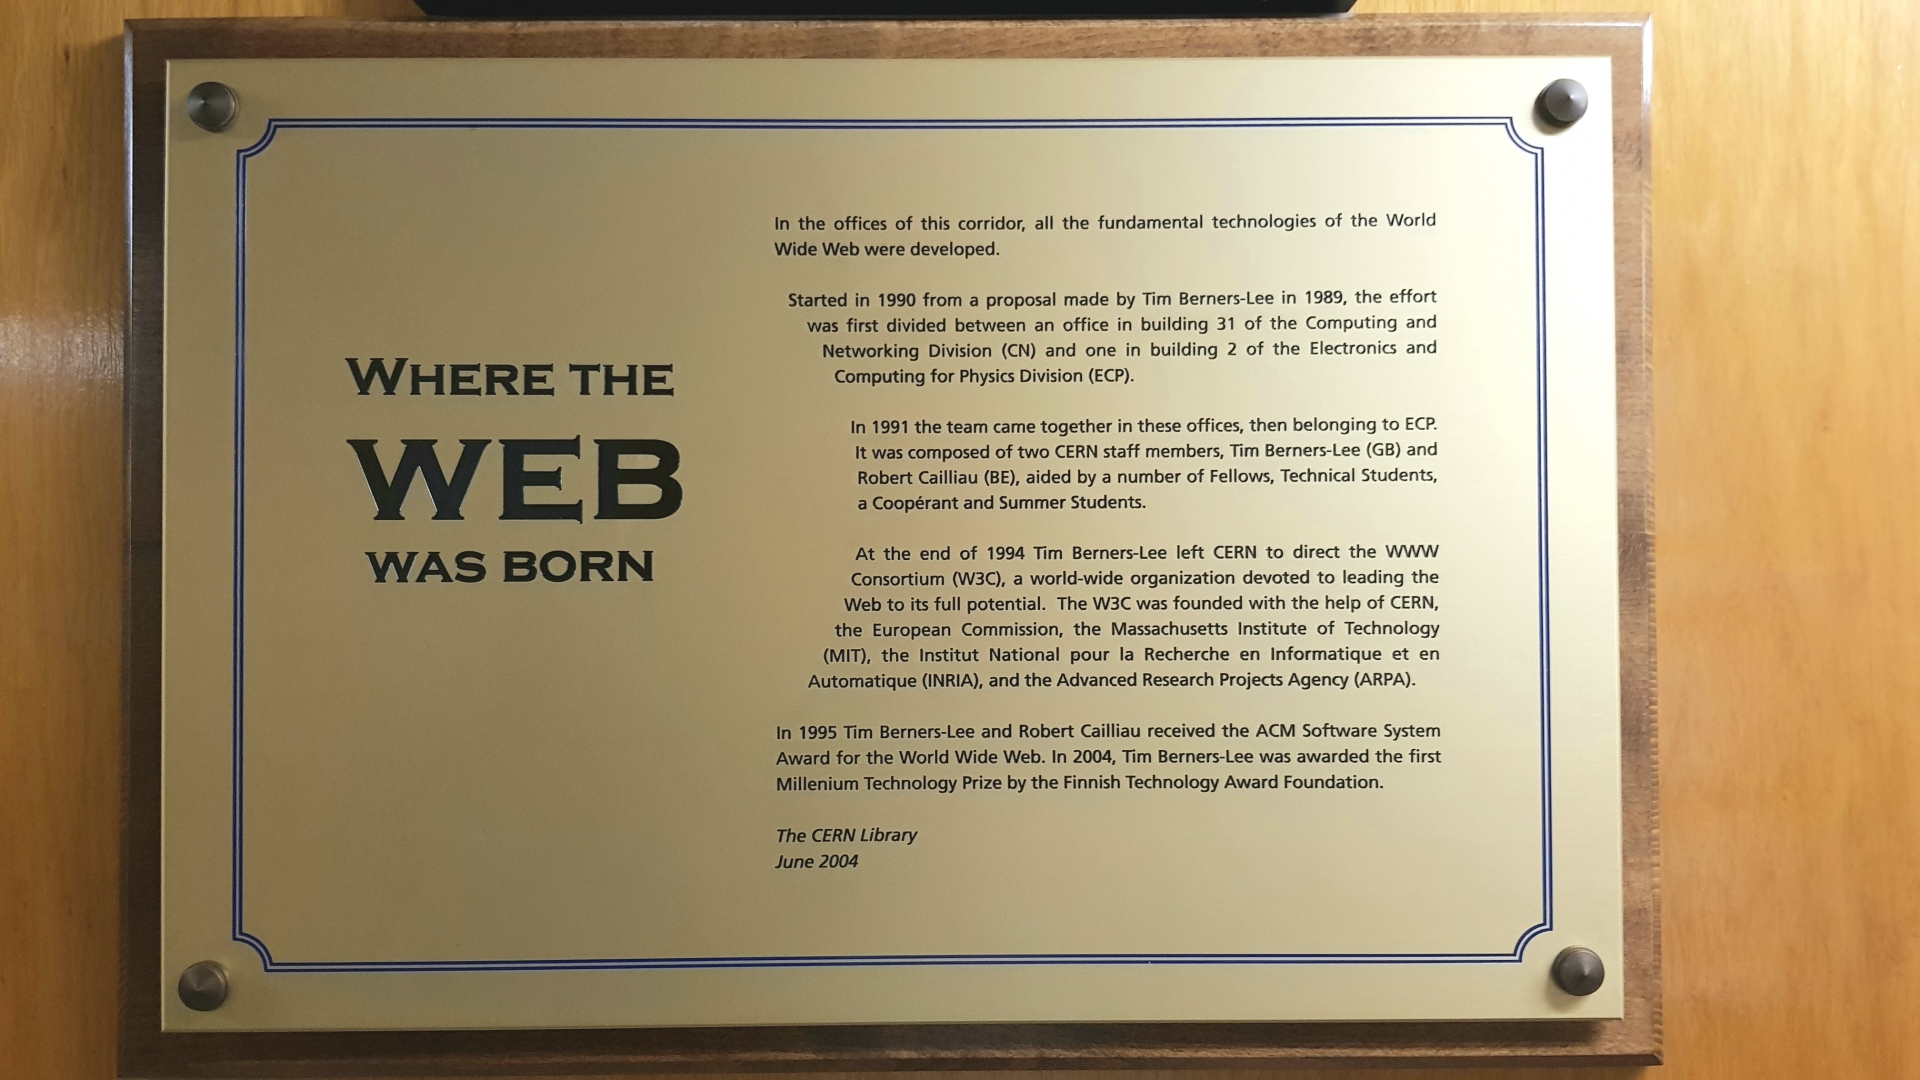 WHERE THE
WEB
WAS BORN
In the offices of this corridor, all the fundamental technologies of the World
Wide Web were developed.
Started in 1990 from a proposal made by Tim Berners-Lee in 1989, the effort
was first divided between an office in building 31 of the Computing and
Networking Division (CN) and one in building 2 of the Electronics and
Computing for Physics Division (ECP).
In 1991 the team came together in these offices, then belonging to ECP.
It was composed of two CERN staff members, Tim Berners-Lee (GB) and
Robert Cailliau (BE), aided by a number of Fellows, Technical Students,
a Coopérant and Summer Students.
At the end of 1994 Tim Berners-Lee left CERN to direct the WWW
Consortium (W3C), a world-wide organization devoted to leading the
Web to its full potential. The W3C was founded with the help of CERN,
the European Commission, the Massachusetts Institute of Technology
(MIT), the Institut National pour la Recherche en Informatique et en
Automatique (INRIA), and the Advanced Research Projects Agency (ARPA).
In 1995 Tim Berners-Lee and Robert Cailliau received the ACM Software System
Award for the World Wide Web. In 2004, Tim Berners-Lee was awarded the first
Millenium Technology Prize by the Finnish Technology Award Foundation.
The CERN Library
June 2004